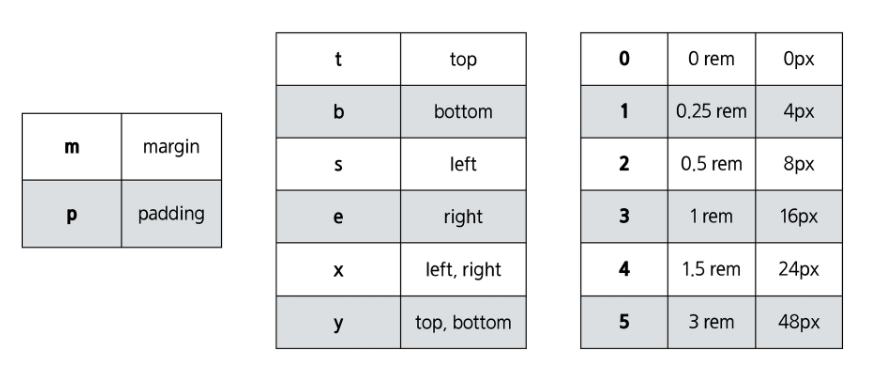 m margin
p padding
t top
b bottom
s left
e right
x left, right
y top, bottom
0 0 rem 0px
1 0.25 rem 4px
2 0.5 rem 8px
3 1 rem 16px
4 1.5 rem 24px
5 3 rem 48px